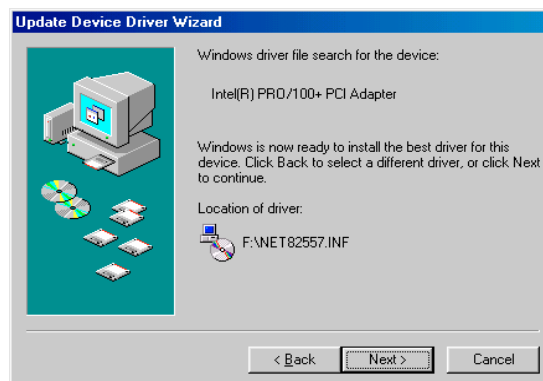 Update Device Driver Wizard
Windows driver file search for the device:
Intel(R) PRO/100+ PCI Adapter
Windows is now ready to install the best driver for this
device. Click Back to select a different driver, or click Next
to continue.
Location of driver:
F:\NET82557.INF
< Back
Next >
Cancel